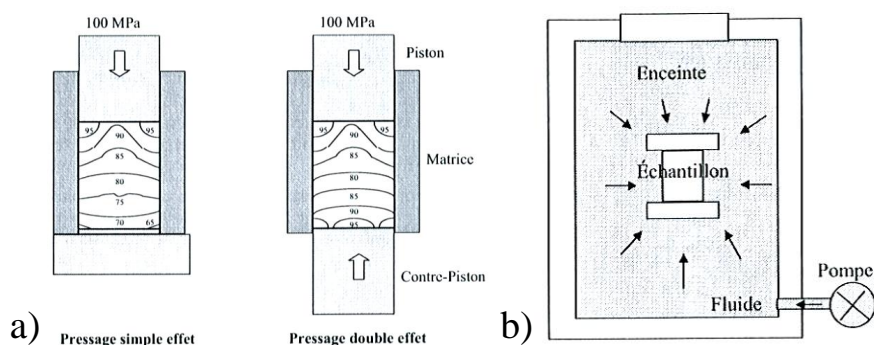 100 MPa
95
95
90
85
80
75
70
65
Pressage simple effet
100 MPa
Piston
95
95
90
85
80
85
90
95
Matrice
Contre-Piston
Pressage double effet
a)
Enceinte
Échantillon
Fluide
Pompe
b)